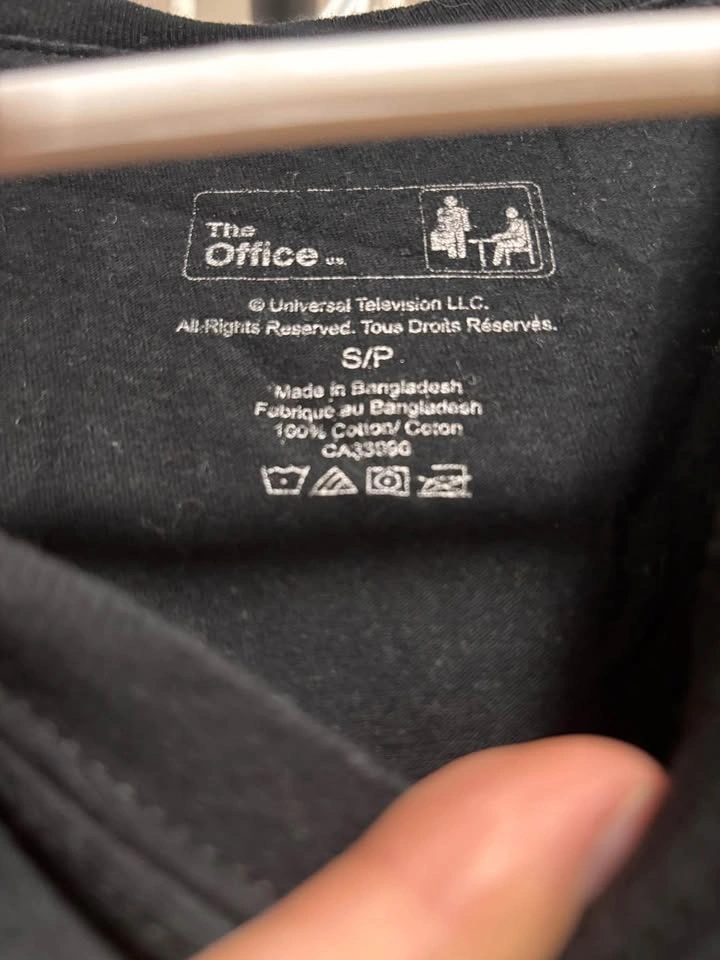 The
Office U.S.
© Universal Television LLC.
All Rights Reserved. Tous Droits Réservés.
S/P
Made in Bangladesh
Fabriqué au Bangladesh
100% Cotton/ Coton
CA33090